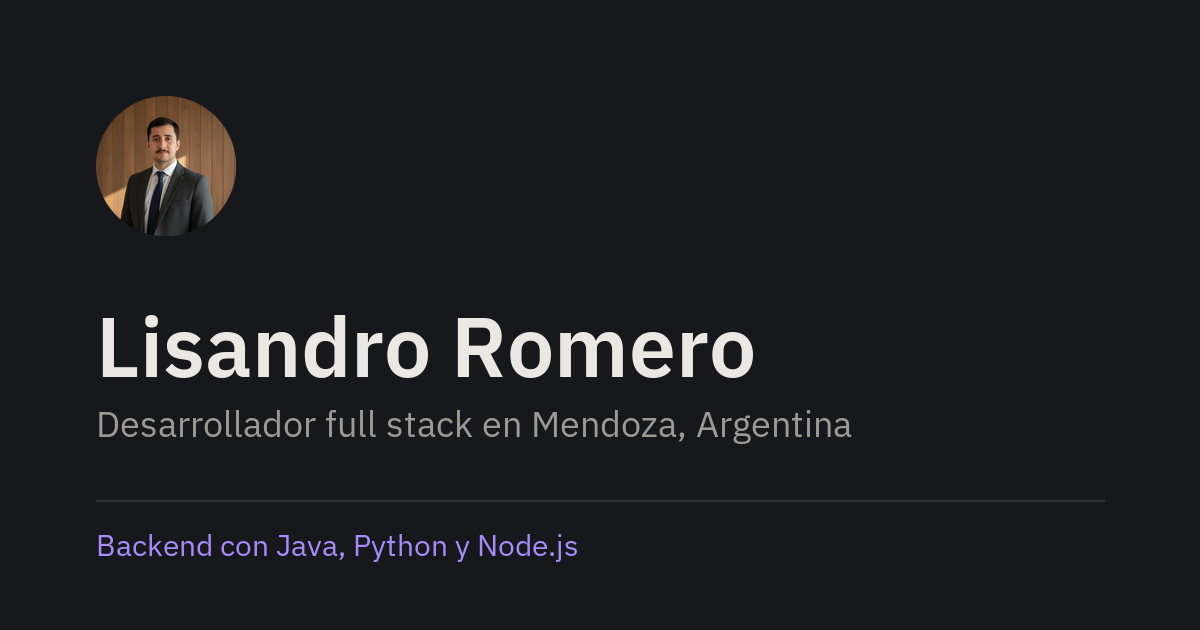 Lisandro Romero
Desarrollador full stack en Mendoza, Argentina
Backend con Java, Python y Node.js